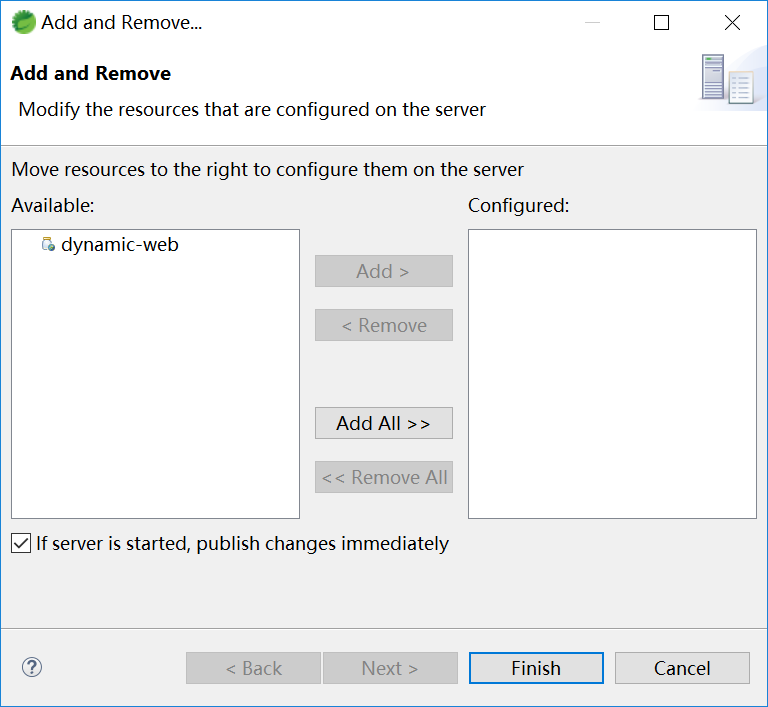 Add and Remove...
Add and Remove
Modify the resources that are configured on the server
Move resources to the right to configure them on the server
Available:
Configured:
dynamic-web
Add >
< Remove
Add All >>
<< Remove All
If server is started, publish changes immediately
?
< Back
Next >
Finish
Cancel